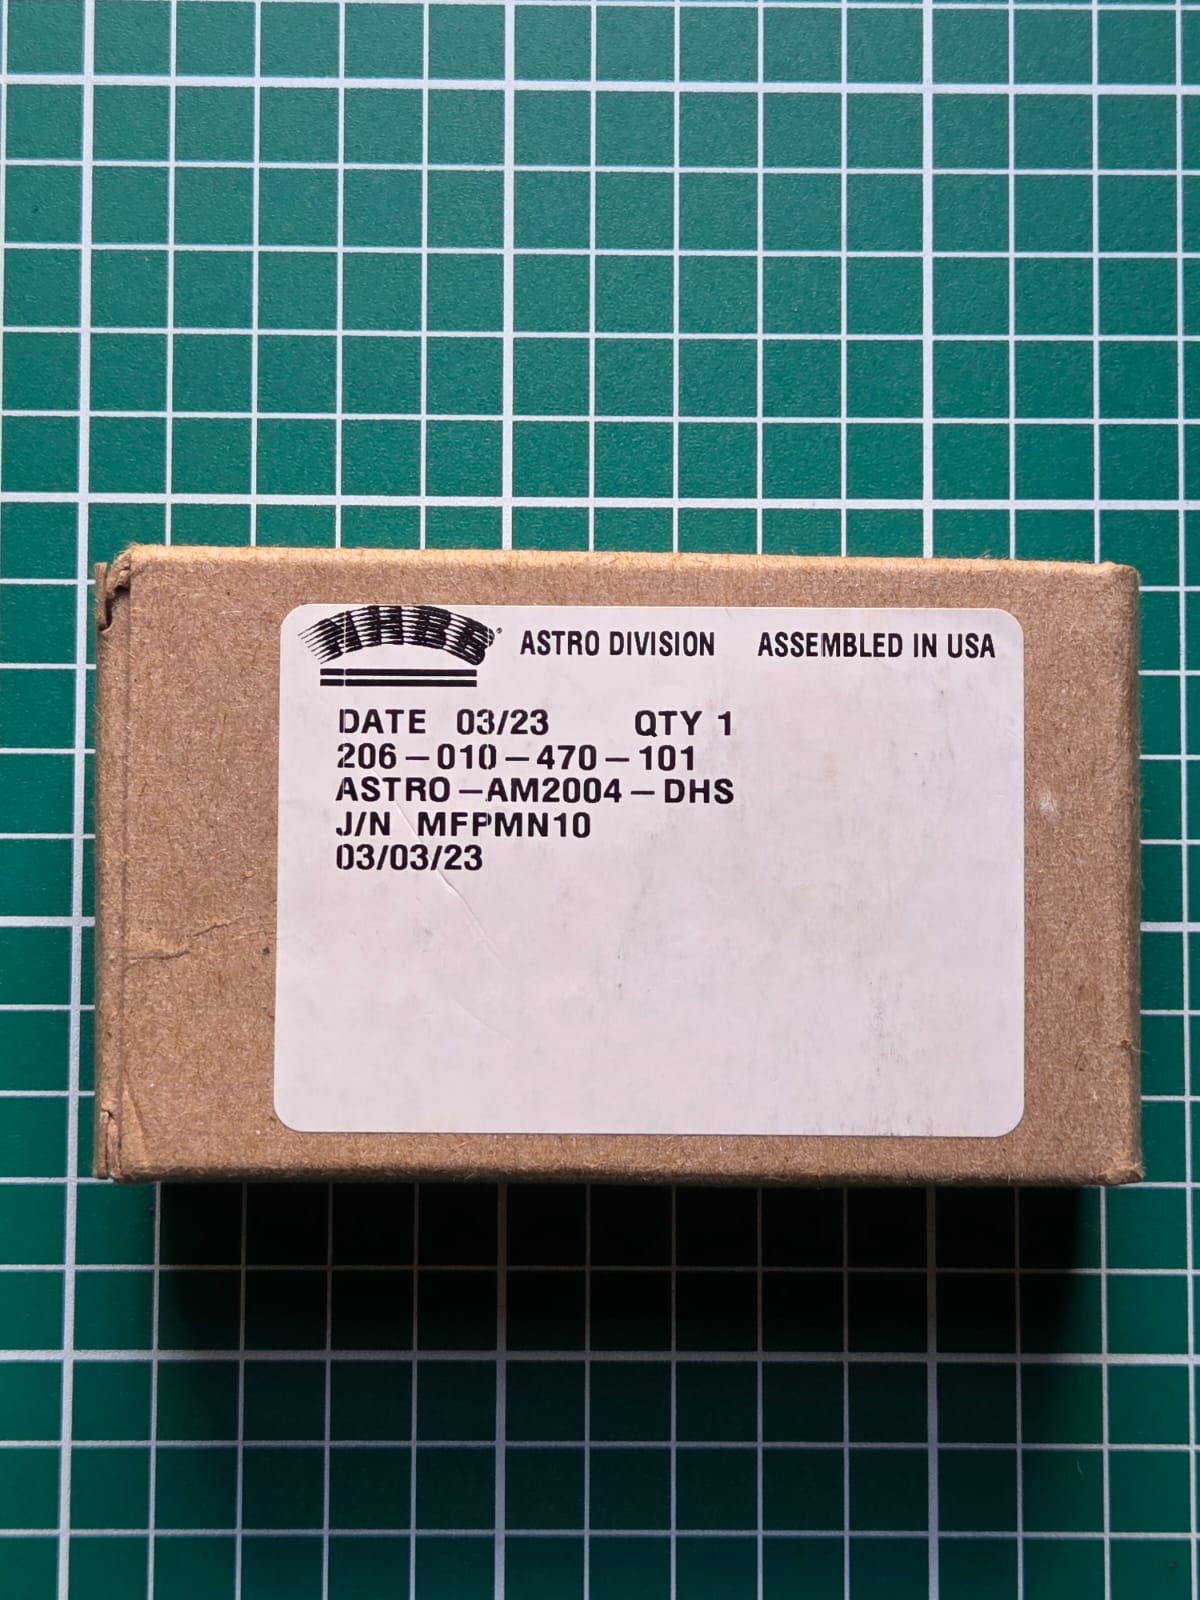 MHRB® ASTRO DIVISION ASSEMBLED IN USA
DATE 03/23 QTY 1
206-010-470-101
ASTRO-AM2004-DHS
J/N MFPMN10
03/03/23